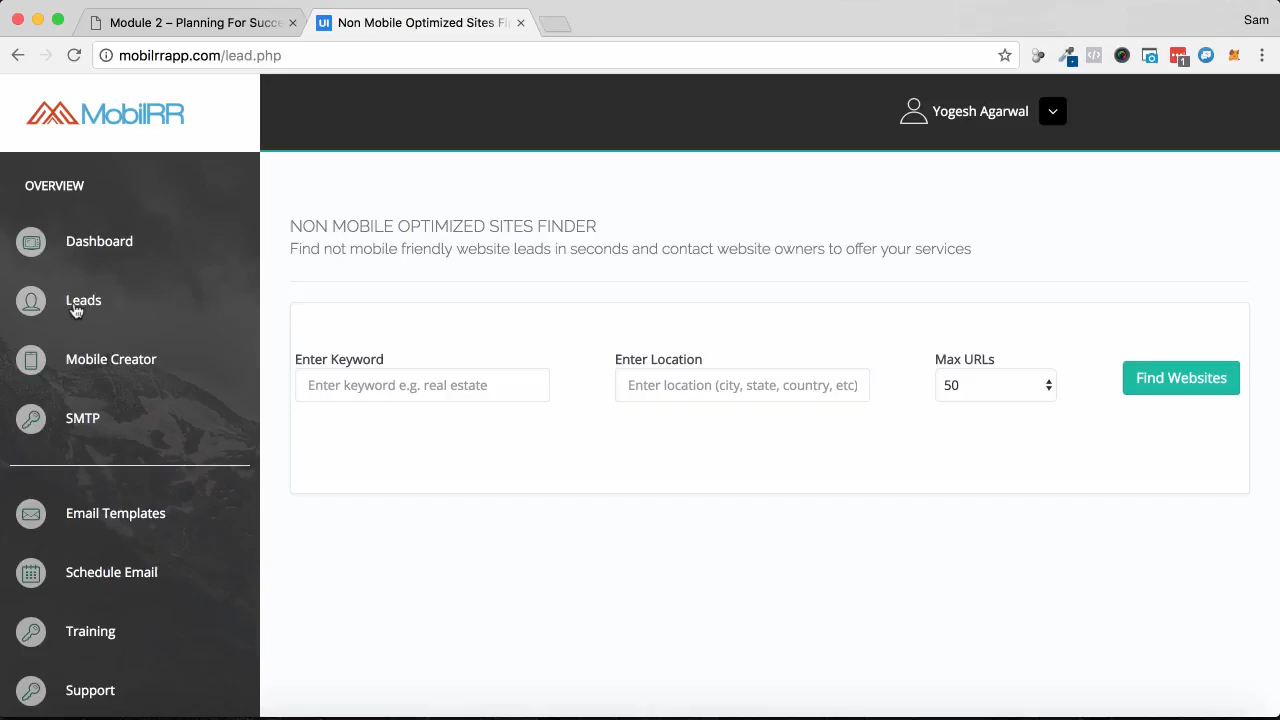 Module 2 – Planning For Succe
Non Mobile Optimized Sites Fi
Sam
mobilrrapp.com/lead.php
1
MobilRR
Yogesh Agarwal
OVERVIEW
Dashboard
Leads
Mobile Creator
SMTP
Email Templates
Schedule Email
Training
Support
NON MOBILE OPTIMIZED SITES FINDER
Find not mobile friendly website leads in seconds and contact website owners to offer your services
Enter Keyword
Enter Location
Max URLs
Enter keyword e.g. real estate
Enter location (city, state, country, etc)
50
Find Websites